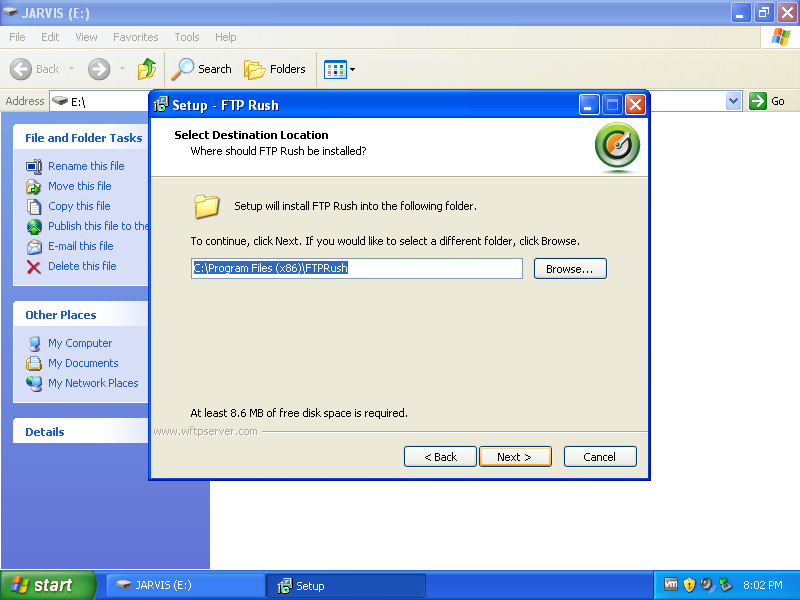 JARVIS (E:)
File Edit View Favorites Tools Help
Back Search Folders
Address E:\ Go
File and Folder Tasks
Rename this file
Move this file
Copy this file
Publish this file to the
E-mail this file
Delete this file
Other Places
My Computer
My Documents
My Network Places
Details
Setup - FTP Rush
Select Destination Location
Where should FTP Rush be installed?
Setup will install FTP Rush into the following folder.
To continue, click Next. If you would like to select a different folder, click Browse.
C:\Program Files (x86)\FTPRush Browse...
At least 8.6 MB of free disk space is required.
www.wftpserver.com
< Back Next > Cancel
start JARVIS (E:) Setup vm 8:02 PM